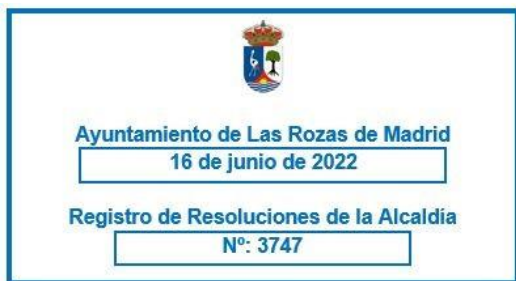 Ayuntamiento de Las Rozas de Madrid
16 de junio de 2022
Registro de Resoluciones de la Alcaldía
Nº: 3747